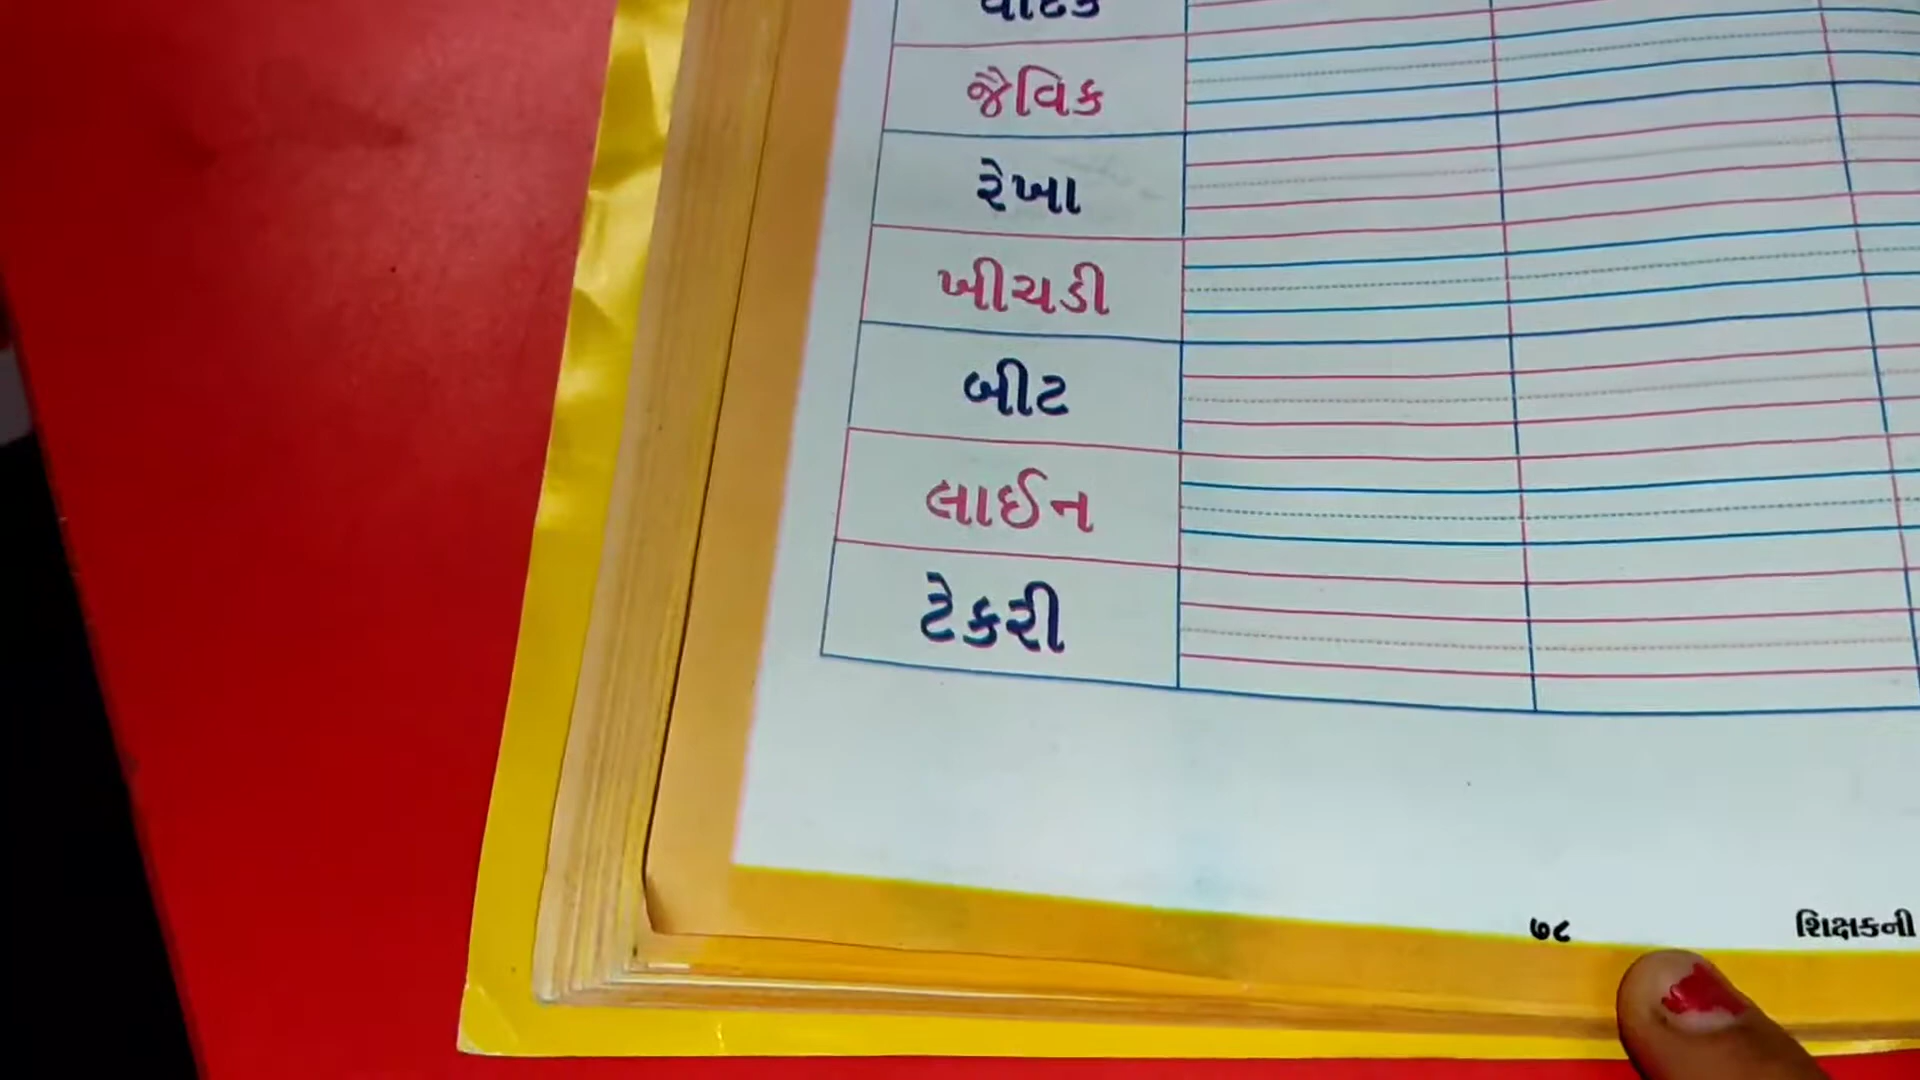 જૈવિક
રેખા
ખીચડી
બીટ
લાઈન
ટેકરી
૭૮ શિક્ષકની